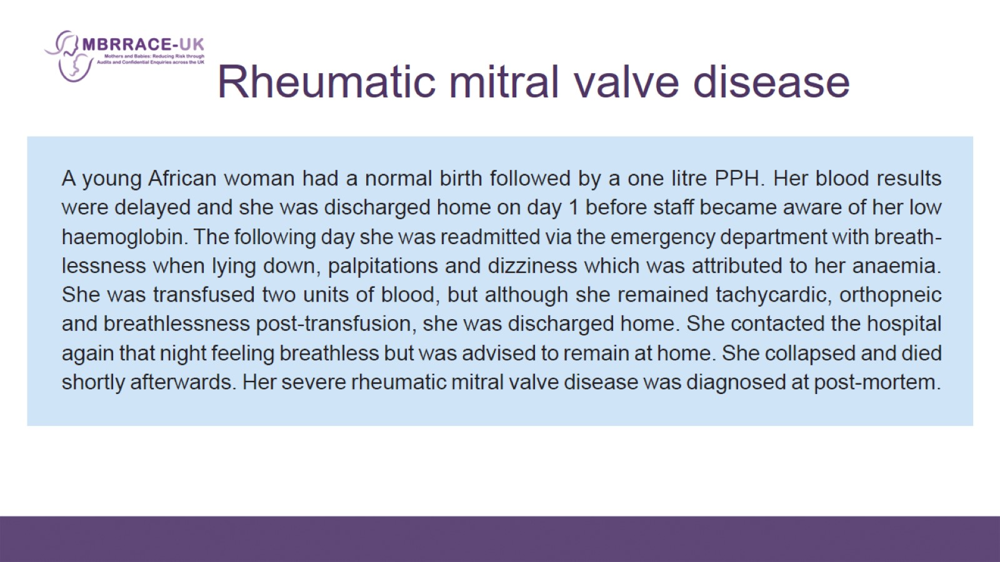 MBRRACE-UK
Mothers and Babies: Reducing Risk through
Audits and Confidential Enquiries across the UK
Rheumatic mitral valve disease
A young African woman had a normal birth followed by a one litre PPH. Her blood results
were delayed and she was discharged home on day 1 before staff became aware of her low
haemoglobin. The following day she was readmitted via the emergency department with breath-
lessness when lying down, palpitations and dizziness which was attributed to her anaemia.
She was transfused two units of blood, but although she remained tachycardic, orthopneic
and breathlessness post-transfusion, she was discharged home. She contacted the hospital
again that night feeling breathless but was advised to remain at home. She collapsed and died
shortly afterwards. Her severe rheumatic mitral valve disease was diagnosed at post-mortem.